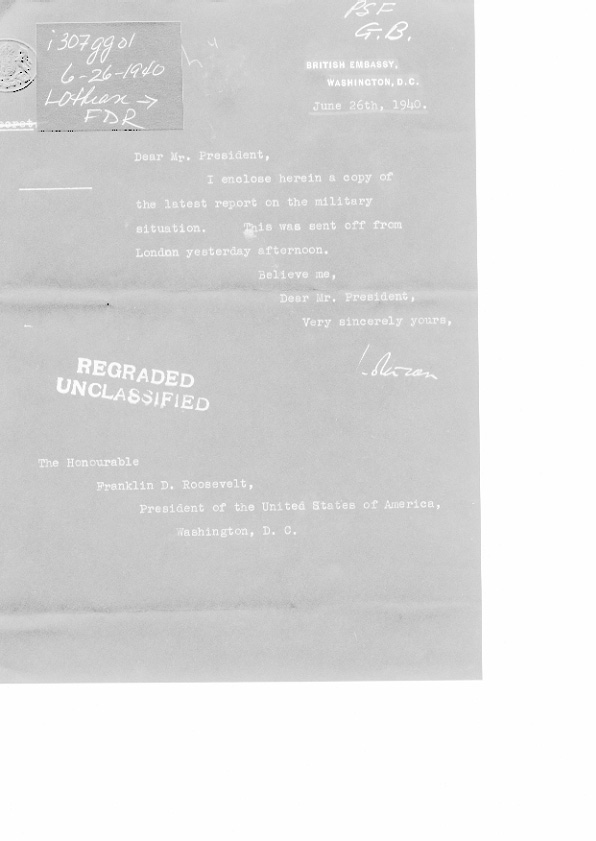 PSF
G.B.
i307gg01
6-26-1940
Lothian →
FDR
BRITISH EMBASSY,
WASHINGTON, D.C.
June 26th, 1940.
Dear Mr. President,
I enclose herein a copy of
the latest report on the military
situation. This was sent off from
London yesterday afternoon.
Believe me,
Dear Mr. President,
Very sincerely yours,
Lothian
REGRADED
UNCLASSIFIED
The Honourable
Franklin D. Roosevelt,
President of the United States of America,
Washington, D. C.